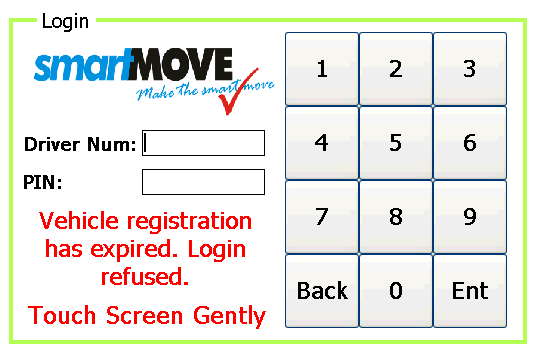 Login
smartMOVE
Make the smart move
Driver Num:
PIN:
Vehicle registration
has expired. Login
refused.
Touch Screen Gently
1 2 3
4 5 6
7 8 9
Back 0 Ent